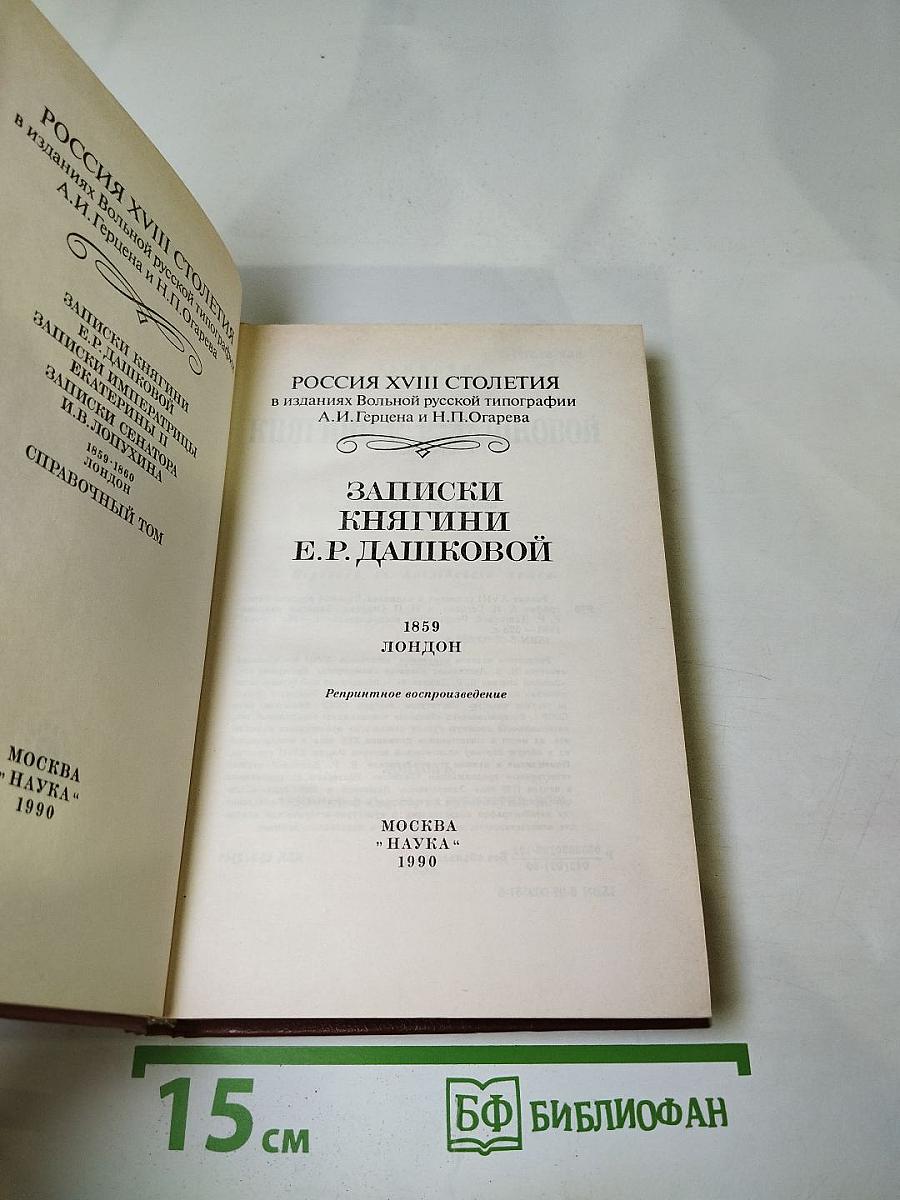 РОССИЯ XVIII СТОЛЕТИЯ
в изданиях Вольной русской типографии
А.И.Герцена и Н.П.Огарева
ЗАПИСКИ КНЯГИНИ
Е.Р.ДАШКОВОЙ
ЗАПИСКИ ИМПЕРАТРИЦЫ
ЕКАТЕРИНЫ II
ЗАПИСКИ СЕНАТОРА
И.В.ЛОПУХИНА
1859-1860
ЛОНДОН
СПРАВОЧНЫЙ ТОМ
МОСКВА
„НАУКА“
1990
РОССИЯ XVIII СТОЛЕТИЯ
в изданиях Вольной русской типографии
А.И.Герцена и Н.П.Огарева
ЗАПИСКИ
КНЯГИНИ
Е.Р.ДАШКОВОЙ
1859
ЛОНДОН
Репринтное воспроизведение
МОСКВА
„НАУКА“
1990
15 см
БФ БИБЛИОФАН